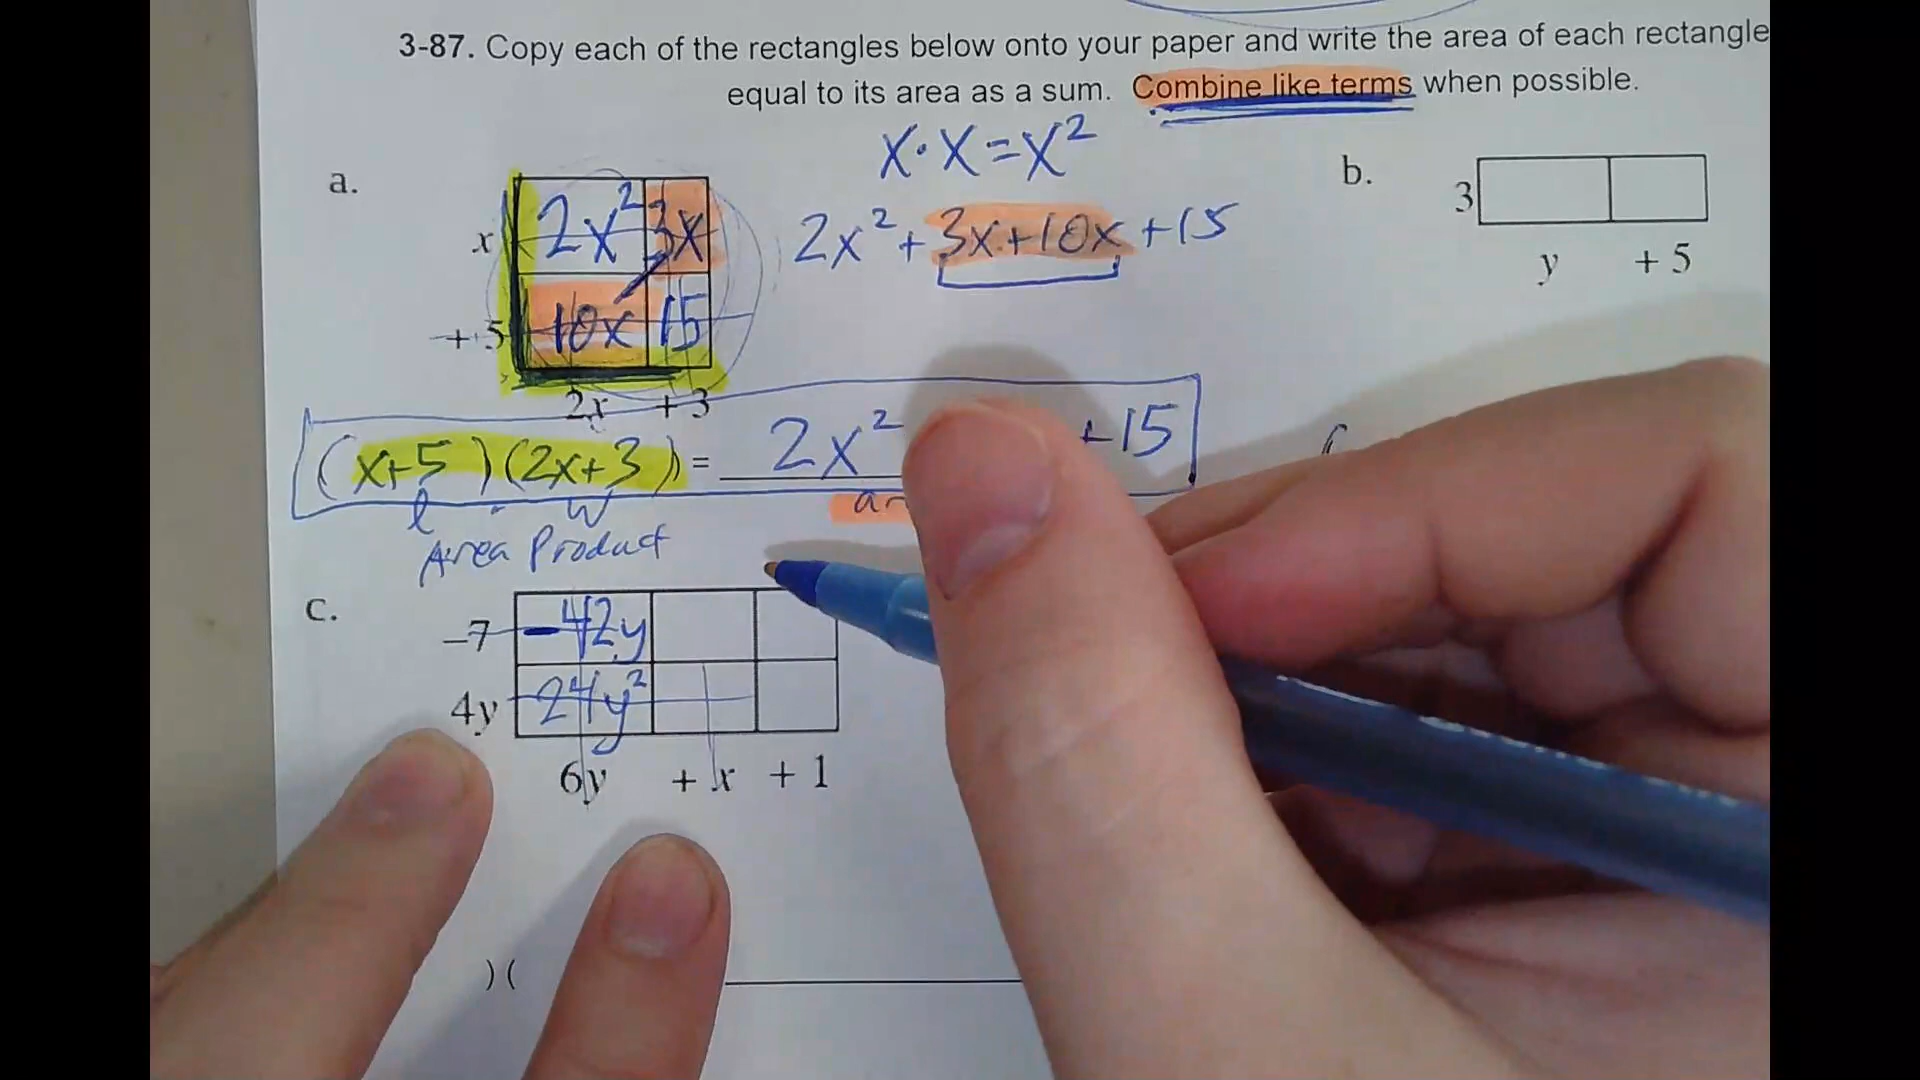 3-87. Copy each of the rectangles below onto your paper and write the area of each rectangle
equal to its area as a sum. Combine like terms when possible.
x·x=x²
a.
x 2x² 3x
+5 10x 15
2x +3
2x²+3x+10x+15
b.
3
y +5
(x+5)(2x+3) = 2x² +15
l w
Area Product
c.
-7 -42y
4y 24y²
6y +x +1
)(